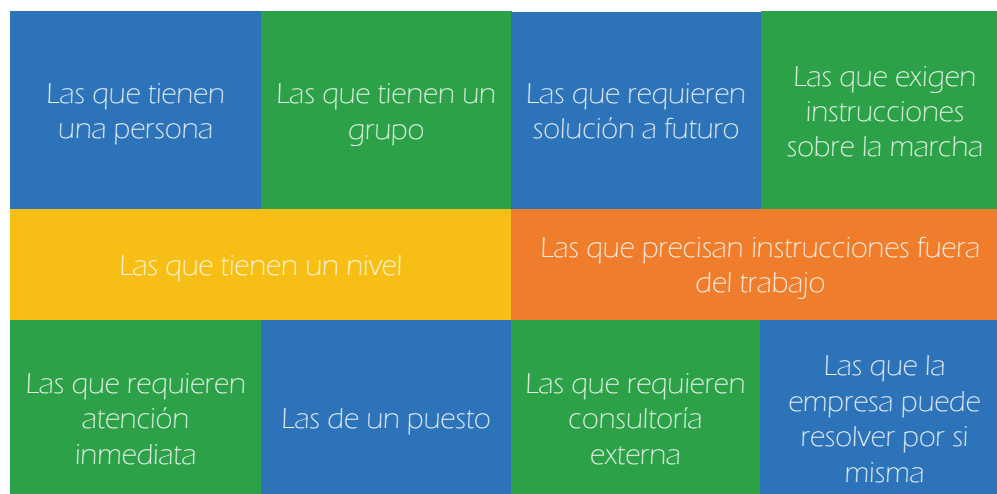 Las que tienen
una persona
Las que tienen un
grupo
Las que requieren
solución a futuro
Las que exigen
instrucciones
sobre la marcha
Las que tienen un nivel
Las que precisan instrucciones fuera
del trabajo
Las que requieren
atención
inmediata
Las de un puesto
Las que requieren
consultoría
externa
Las que la
empresa puede
resolver por si
misma